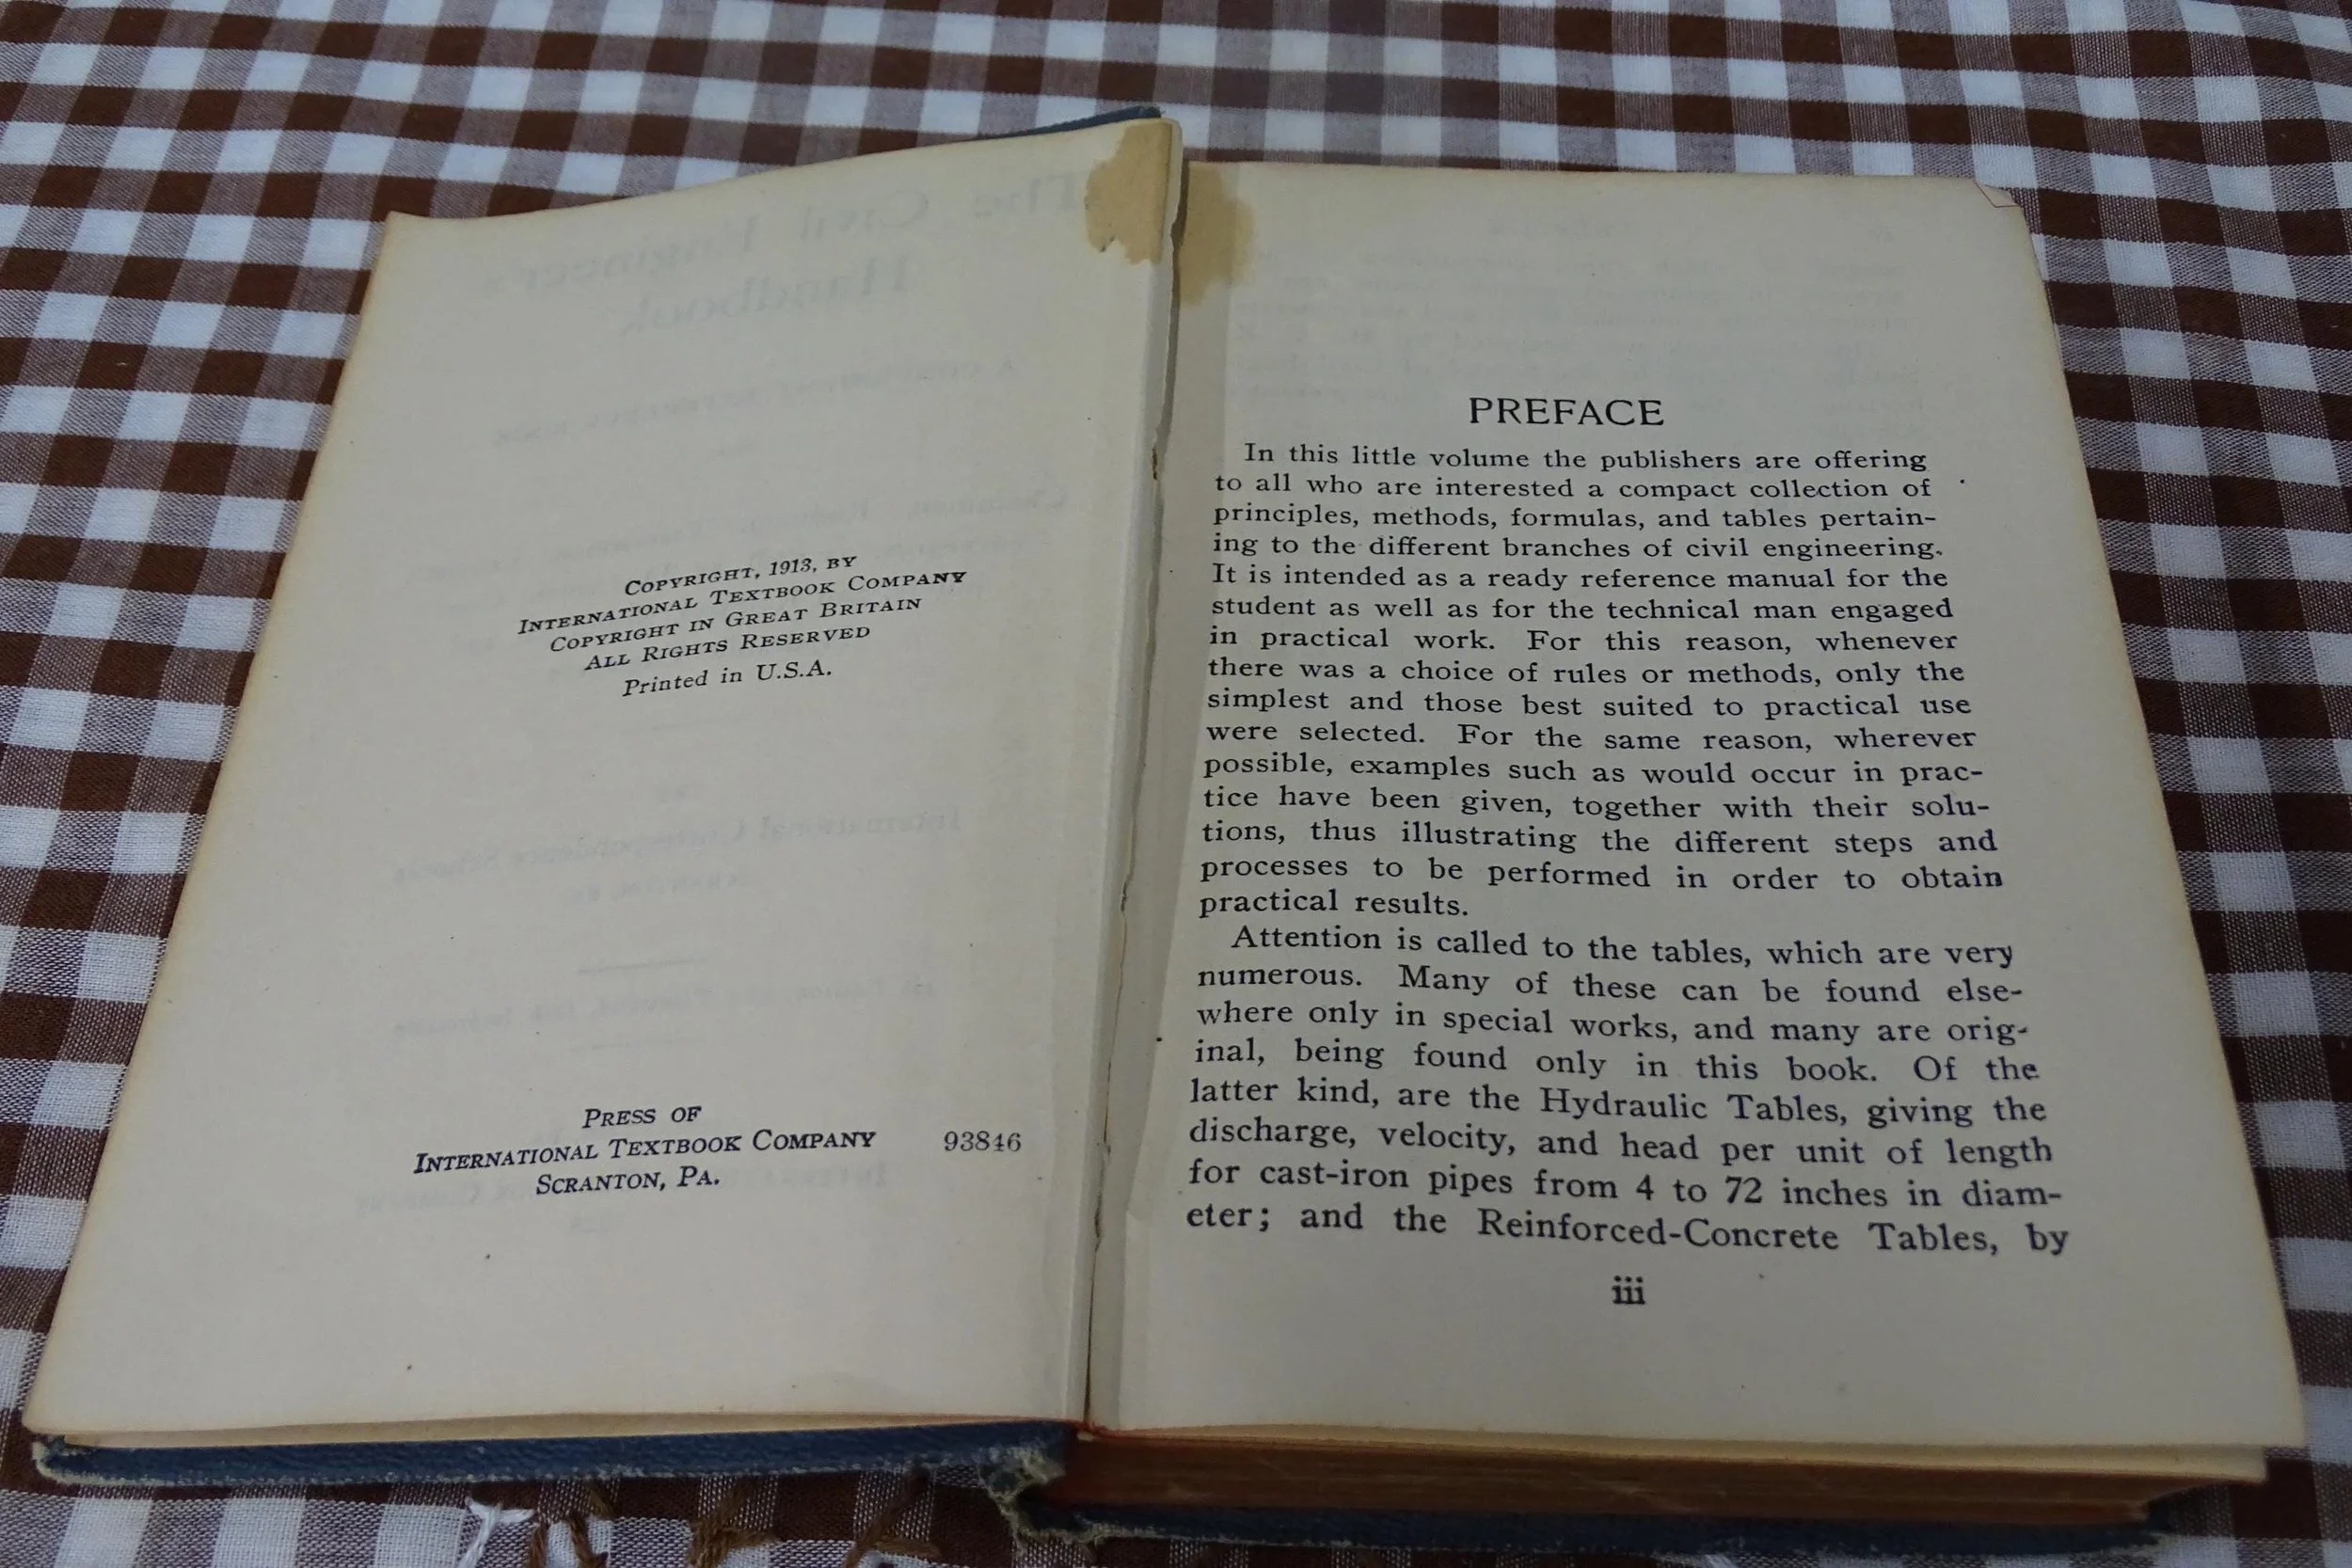 COPYRIGHT, 1913, BY
INTERNATIONAL TEXTBOOK COMPANY
COPYRIGHT IN GREAT BRITAIN
ALL RIGHTS RESERVED
Printed in U.S.A.
PRESS OF
INTERNATIONAL TEXTBOOK COMPANY 93846
SCRANTON, PA.
PREFACE
In this little volume the publishers are offering
to all who are interested a compact collection of
principles, methods, formulas, and tables pertain-
ing to the different branches of civil engineering.
It is intended as a ready reference manual for the
student as well as for the technical man engaged
in practical work. For this reason, whenever
there was a choice of rules or methods, only the
simplest and those best suited to practical use
were selected. For the same reason, wherever
possible, examples such as would occur in prac-
tice have been given, together with their solu-
tions, thus illustrating the different steps and
processes to be performed in order to obtain
practical results.
Attention is called to the tables, which are very
numerous. Many of these can be found else-
where only in special works, and many are orig-
inal, being found only in this book. Of the
latter kind, are the Hydraulic Tables, giving the
discharge, velocity, and head per unit of length
for cast-iron pipes from 4 to 72 inches in diam-
eter; and the Reinforced-Concrete Tables, by
iii